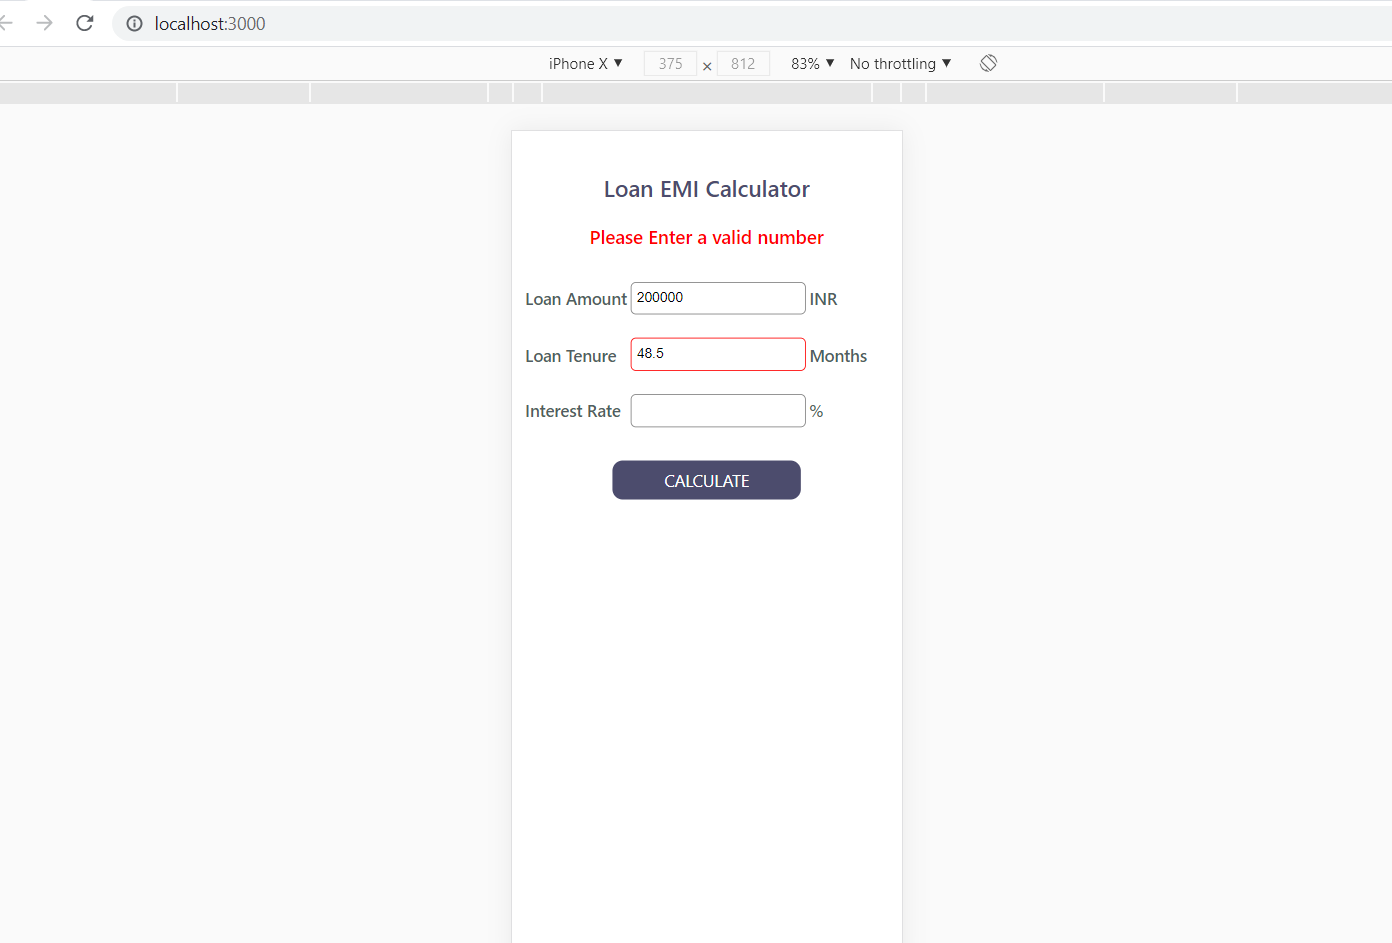 localhost:3000
iPhone X ▼ 375 × 812 83% ▼ No throttling ▼
Loan EMI Calculator
Please Enter a valid number
Loan Amount 200000 INR
Loan Tenure 48.5 Months
Interest Rate %
CALCULATE